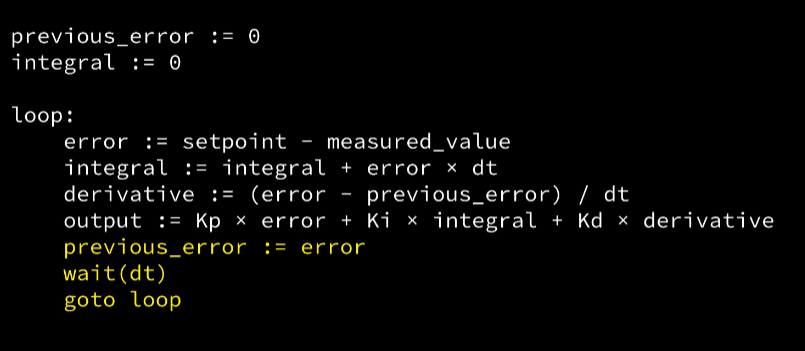 previous_error := 0
integral := 0
loop:
error := setpoint - measured_value
integral := integral + error × dt
derivative := (error - previous_error) / dt
output := Kp × error + Ki × integral + Kd × derivative
previous_error := error
wait(dt)
goto loop